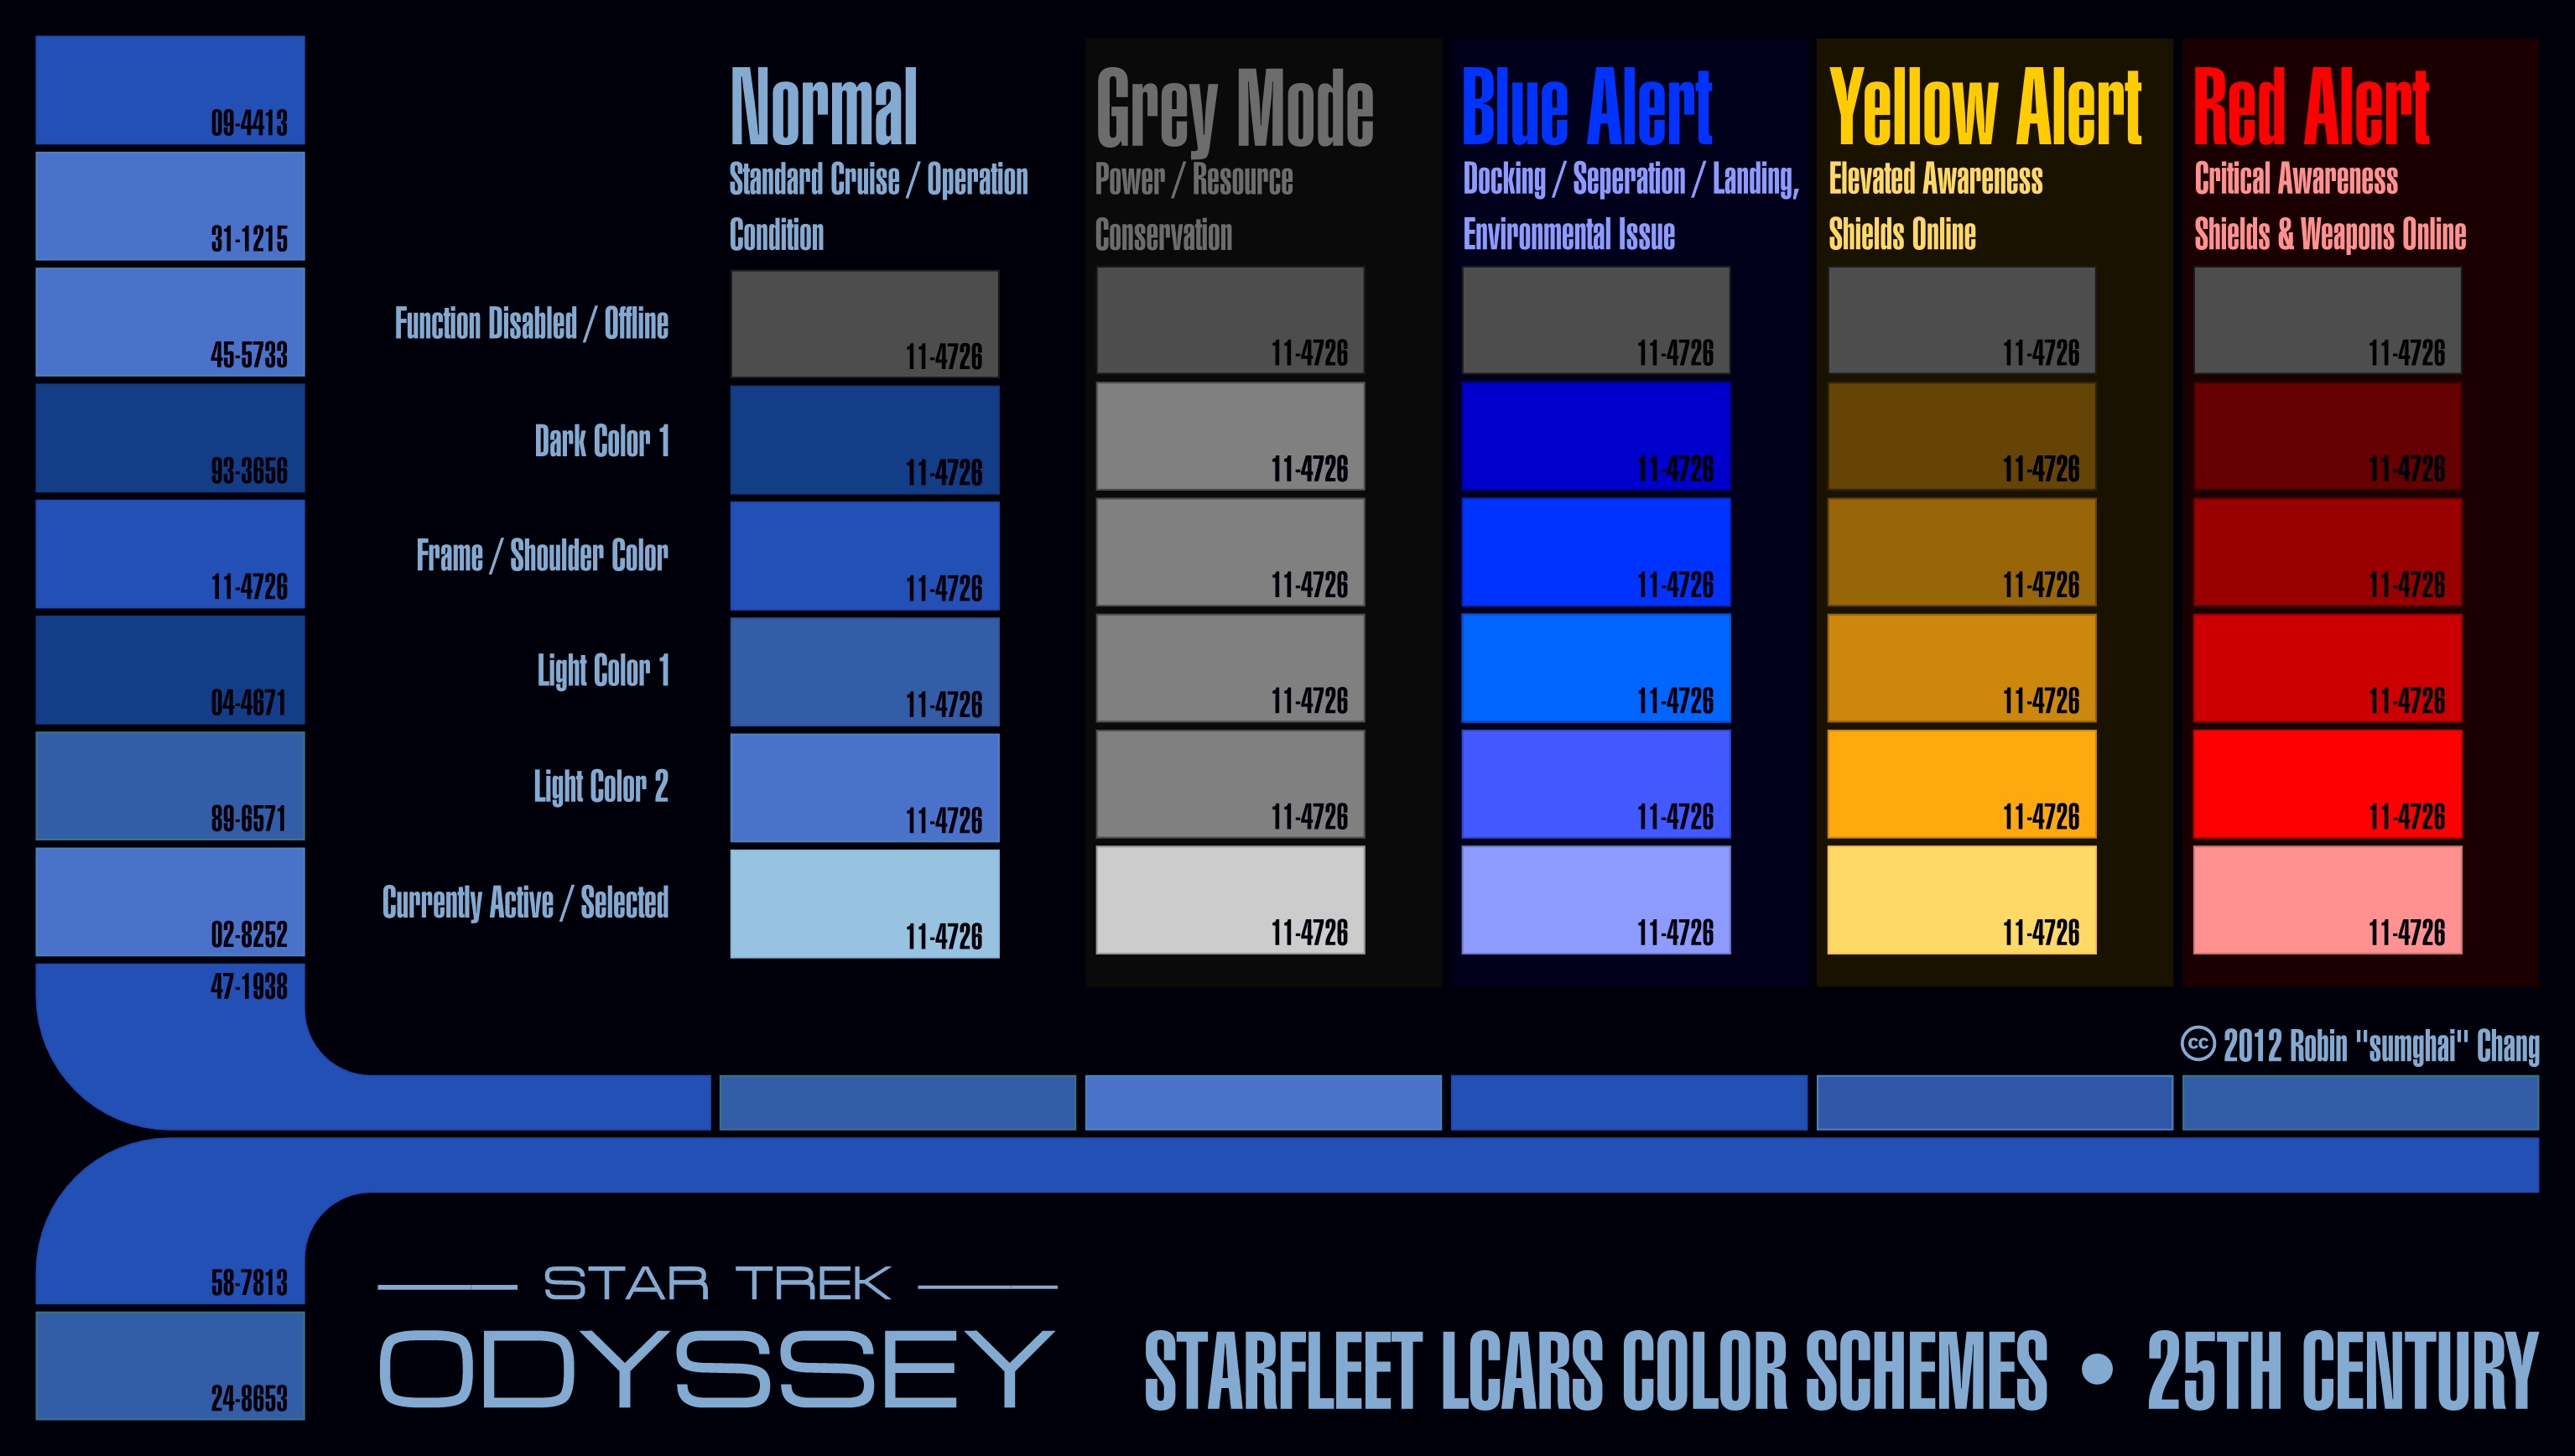 09-4413
31-1215
45-5733
93-3656
11-4726
04-4671
89-6571
02-8252
47-1938
Normal
Standard Cruise / Operation
Condition
Grey Mode
Power / Resource
Conservation
Blue Alert
Docking / Seperation / Landing,
Environmental Issue
Yellow Alert
Elevated Awareness
Shields Online
Red Alert
Critical Awareness
Shields & Weapons Online
Function Disabled / Offline
11-4726
11-4726
11-4726
11-4726
11-4726
Dark Color 1
11-4726
11-4726
11-4726
11-4726
11-4726
Frame / Shoulder Color
11-4726
11-4726
11-4726
11-4726
11-4726
Light Color 1
11-4726
11-4726
11-4726
11-4726
11-4726
Light Color 2
11-4726
11-4726
11-4726
11-4726
11-4726
Currently Active / Selected
11-4726
11-4726
11-4726
11-4726
11-4726
cc 2012 Robin "sumghai" Chang
58-7813
24-8653
STAR TREK
ODYSSEY
STARFLEET LCARS COLOR SCHEMES • 25TH CENTURY